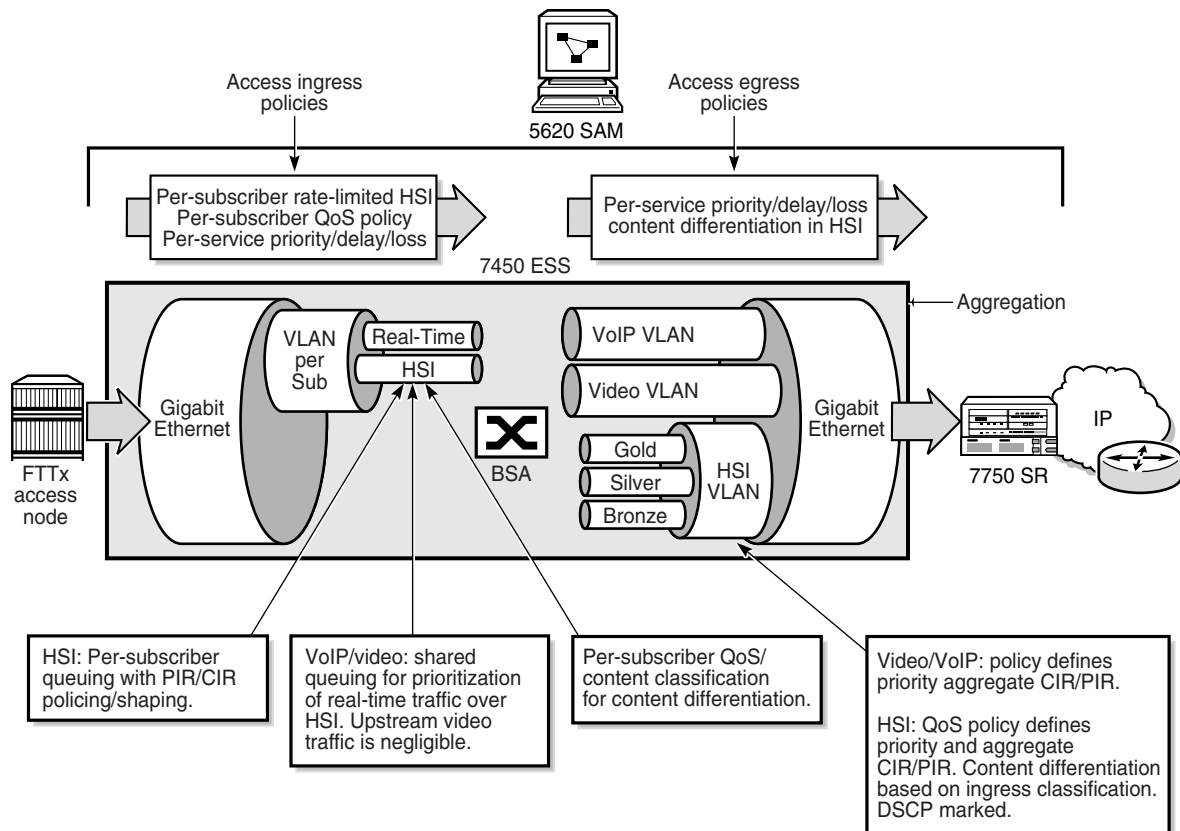 Access ingress
policies
5620 SAM
Access egress
policies
Per-subscriber rate-limited HSI
Per-subscriber QoS policy
Per-service priority/delay/loss
Per-service priority/delay/loss
content differentiation in HSI
7450 ESS
Aggregation
FTTx
access
node
Gigabit
Ethernet
VLAN
per
Sub
Real-Time
HSI
BSA
VoIP VLAN
Video VLAN
Gold
Silver
Bronze
HSI
VLAN
Gigabit
Ethernet
7750 SR
IP
HSI: Per-subscriber
queuing with PIR/CIR
policing/shaping.
VoIP/video: shared
queuing for prioritization
of real-time traffic over
HSI. Upstream video
traffic is negligible.
Per-subscriber QoS/
content classification
for content differentiation.
Video/VoIP: policy defines
priority aggregate CIR/PIR.
HSI: QoS policy defines
priority and aggregate
CIR/PIR. Content differentiation
based on ingress classification.
DSCP marked.